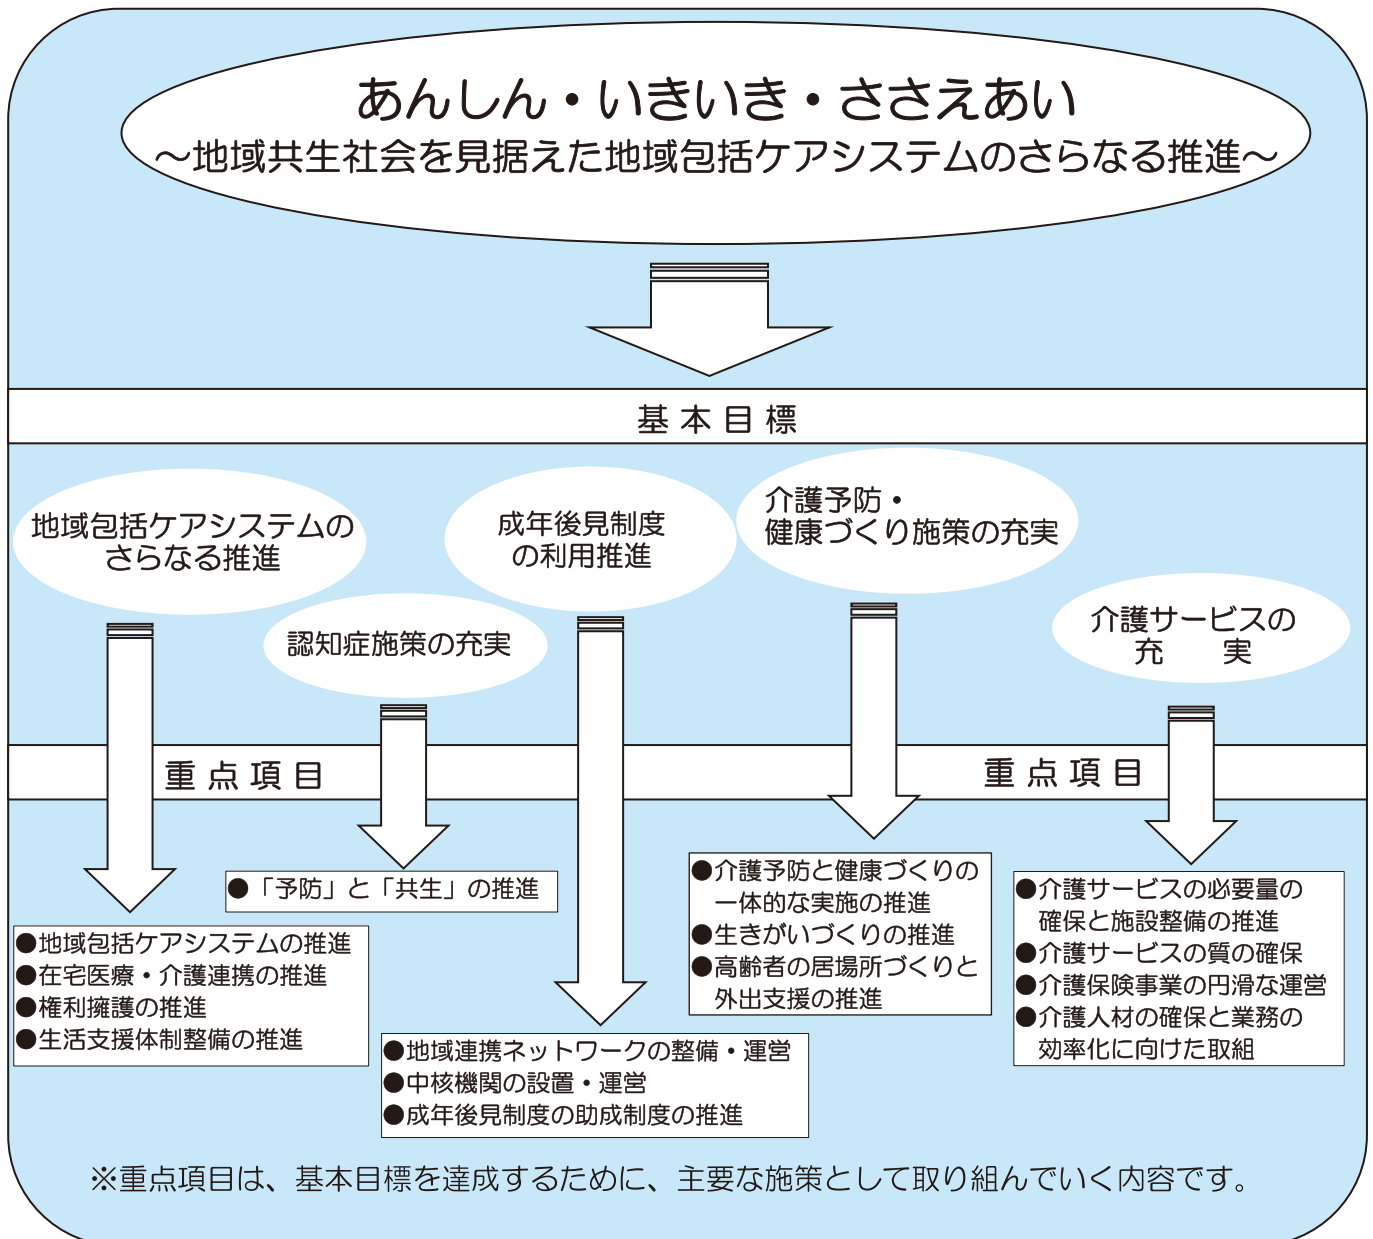 あんしん・いきいき・ささえあい
～地域共生社会を見据えた地域包括ケアシステムのさらなる推進～
基本目標
地域包括ケアシステムの
さらなる推進
認知症施策の充実
成年後見制度
の利用推進
介護予防・
健康づくり施策の充実
介護サービスの
充　実
重点項目
重点項目
●地域包括ケアシステムの推進
●在宅医療・介護連携の推進
●権利擁護の推進
●生活支援体制整備の推進
●「予防」と「共生」の推進
●地域連携ネットワークの整備・運営
●中核機関の設置・運営
●成年後見制度の助成制度の推進
●介護予防と健康づくりの
一体的な実施の推進
●生きがいづくりの推進
●高齢者の居場所づくりと
外出支援の推進
●介護サービスの必要量の
確保と施設整備の推進
●介護サービスの質の確保
●介護保険事業の円滑な運営
●介護人材の確保と業務の
効率化に向けた取組
※重点項目は、基本目標を達成するために、主要な施策として取り組んでいく内容です。